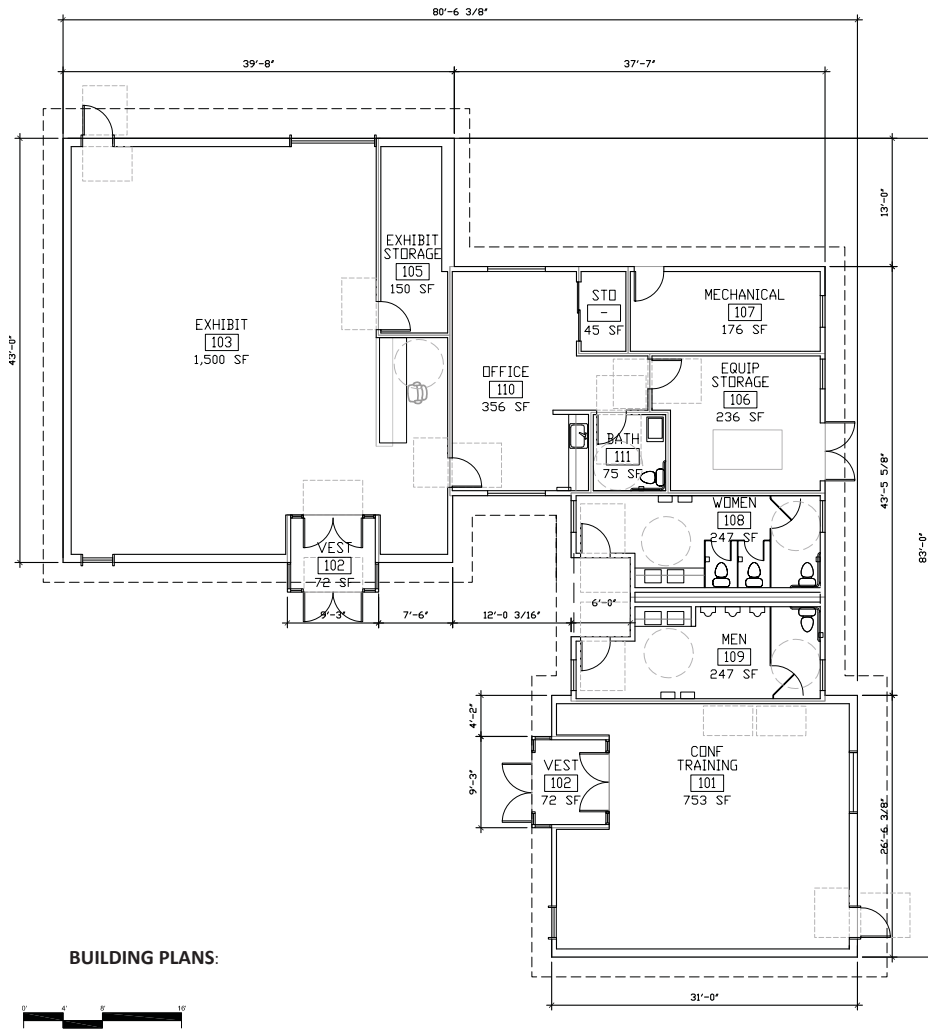 80'-6 3/8"
39'-8"
37'-7"
13'-0"
43'-0"
EXHIBIT
STORAGE
105
150 SF
STO
-
45 SF
MECHANICAL
107
176 SF
EXHIBIT
103
1,500 SF
OFFICE
110
356 SF
EQUIP
STORAGE
106
236 SF
BATH
111
75 SF
43'-5 5/8"
WOMEN
108
247 SF
VEST
102
72 SF
83'-0"
9'-3"
7'-6"
12'-0 3/16"
6'-0"
MEN
109
247 SF
4'-2"
9'-3"
VEST
102
72 SF
CONF
TRAINING
101
753 SF
26'-6 3/8"
BUILDING PLANS:
31'-0"
0' 4' 8' 16'